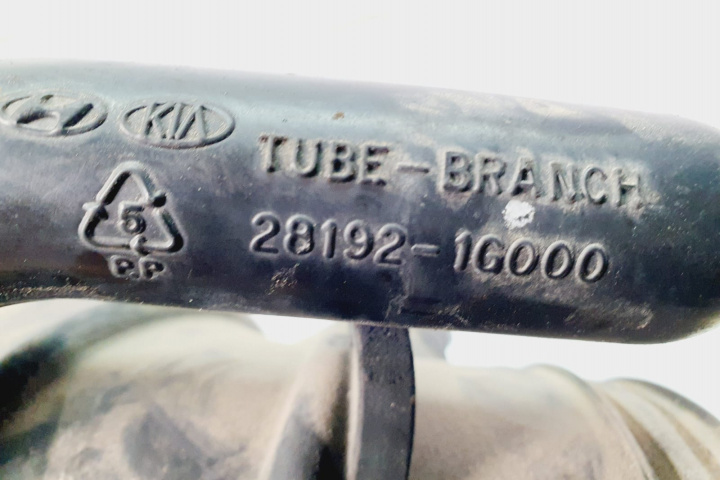 KIA
TUBE-BRANCH
5
PP
28192-1G000